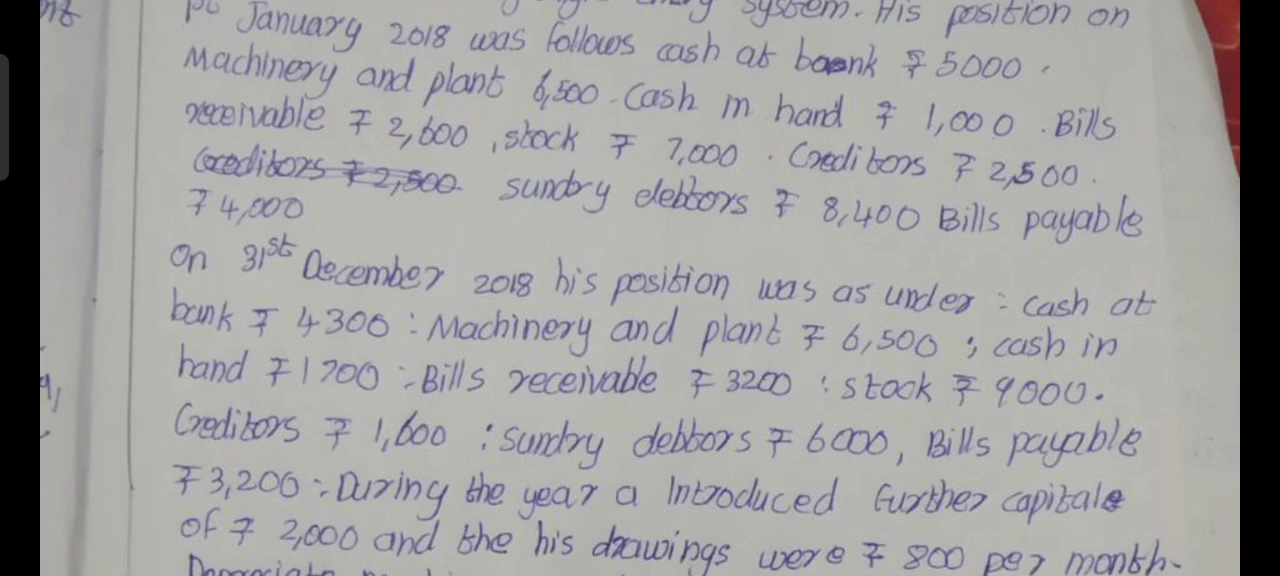 system. His position on
January 2018 was follows cash at baank ₹ 5000.
Machinery and plant 6,500. Cash in hand ₹ 1,000. Bills
receivable ₹ 2,600, stock ₹ 7,000. Creditors ₹ 2,500.
Creditors ₹ 2,500. sundry debtors ₹ 8,400 Bills payable
₹ 4,000
On 31st December 2018 his position was as under : cash at
bank ₹ 4300 : Machinery and plant ₹ 6,500 ; cash in
hand ₹ 1700 : Bills receivable ₹ 3200 : stock ₹ 9000.
Creditors ₹ 1,600 : sundry debtors ₹ 6000, Bills payable
₹ 3,200 : During the year a Introduced further capitale
of ₹ 2,000 and the his drawings were ₹ 800 per month.